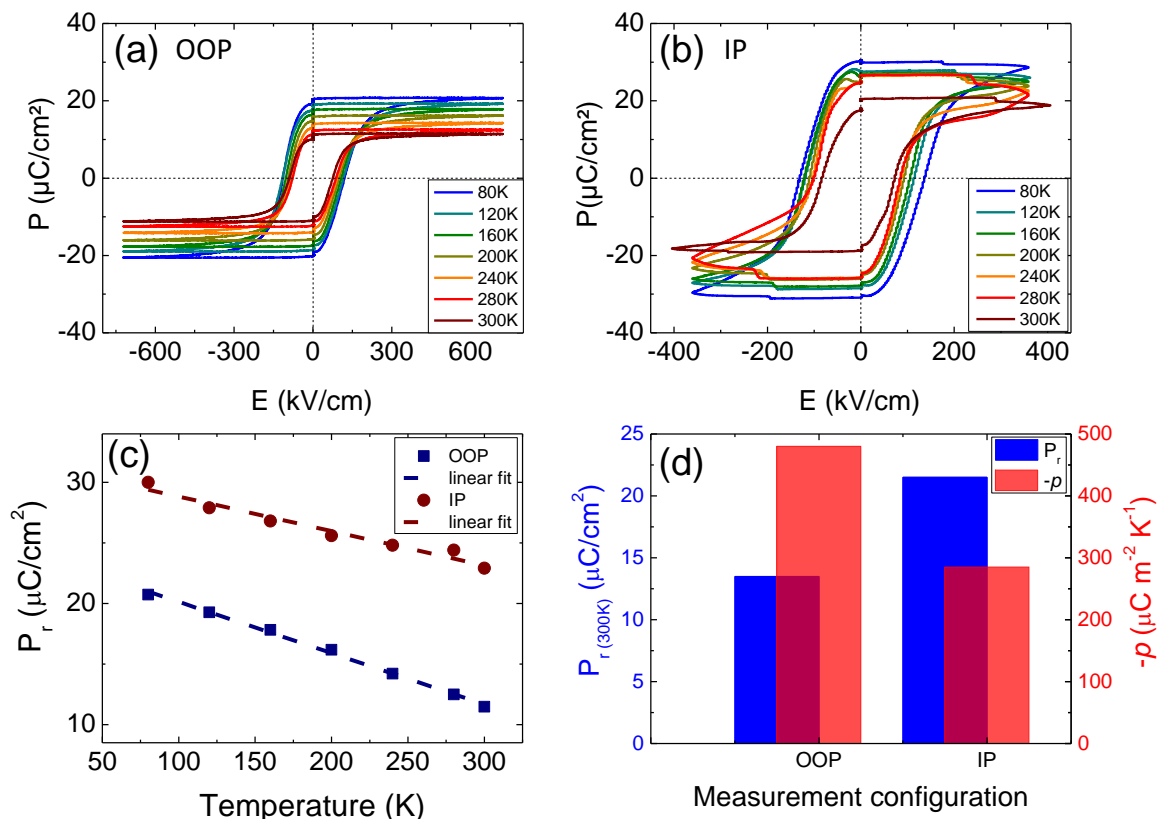 (a) OOP
P (μC/cm²)
40
20
0
-20
-40
80K
120K
160K
200K
240K
280K
300K
-600 -300 0 300 600
E (kV/cm)
(b) IP
P(μC/cm²)
40
20
0
-20
-40
80K
120K
160K
200K
240K
280K
300K
-400 -200 0 200 400
E (kV/cm)
(c)
OOP
linear fit
IP
linear fit
Pr (μC/cm2)
30
20
10
50 100 150 200 250 300
Temperature (K)
(d)
Pr
-p
Pr (300K) (μC/cm2)
25
20
15
10
5
0
500
400
300
200
100
0
-p (μC m-2 K-1)
OOP IP
Measurement configuration